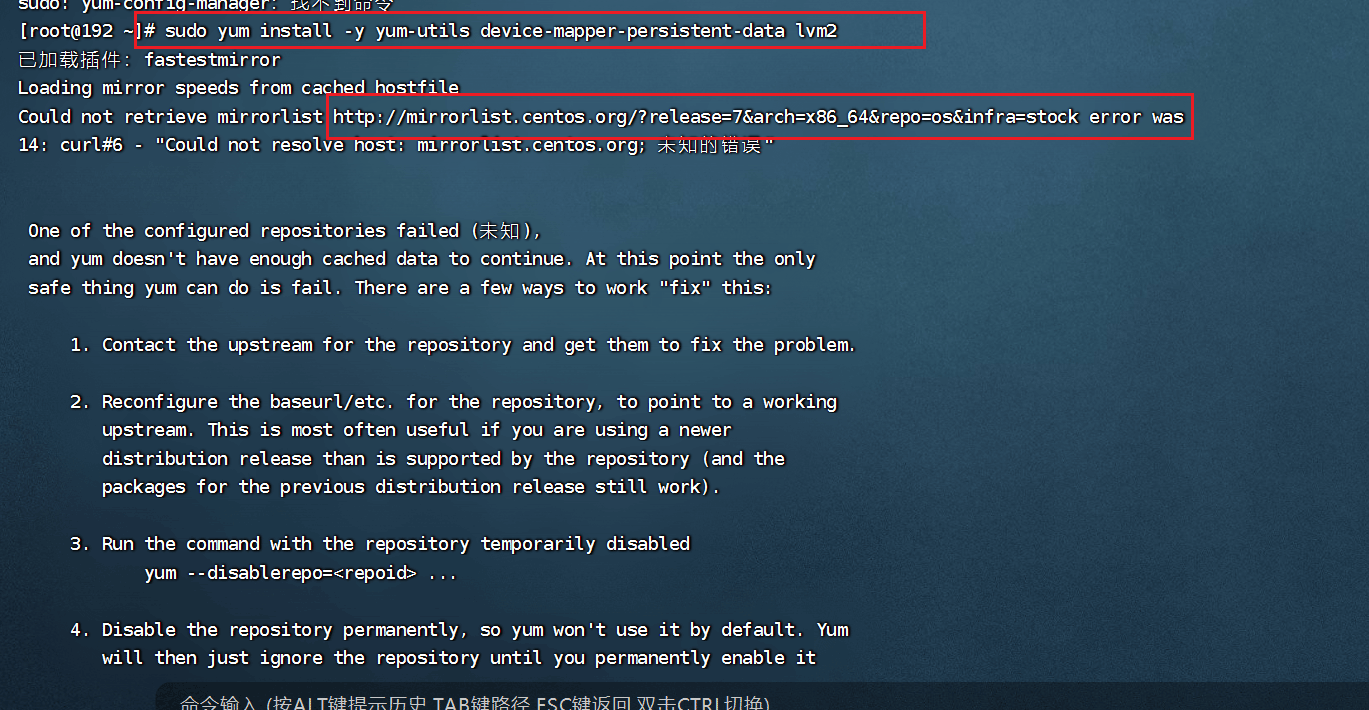 sudo: yum-config-manager: 找不到命令
[root@192 ~]# sudo yum install -y yum-utils device-mapper-persistent-data lvm2
已加载插件：fastestmirror
Loading mirror speeds from cached hostfile
Could not retrieve mirrorlist http://mirrorlist.centos.org/?release=7&arch=x86_64&repo=os&infra=stock error was
14: curl#6 - "Could not resolve host: mirrorlist.centos.org; 未知的错误"
One of the configured repositories failed (未知),
and yum doesn't have enough cached data to continue. At this point the only
safe thing yum can do is fail. There are a few ways to work "fix" this:
1. Contact the upstream for the repository and get them to fix the problem.
2. Reconfigure the baseurl/etc. for the repository, to point to a working
upstream. This is most often useful if you are using a newer
distribution release than is supported by the repository (and the
packages for the previous distribution release still work).
3. Run the command with the repository temporarily disabled
yum --disablerepo=<repoid> ...
4. Disable the repository permanently, so yum won't use it by default. Yum
will then just ignore the repository until you permanently enable it
命令输入 (按ALT键提示历史,TAB键路径,ESC键返回,双击CTRL切换)